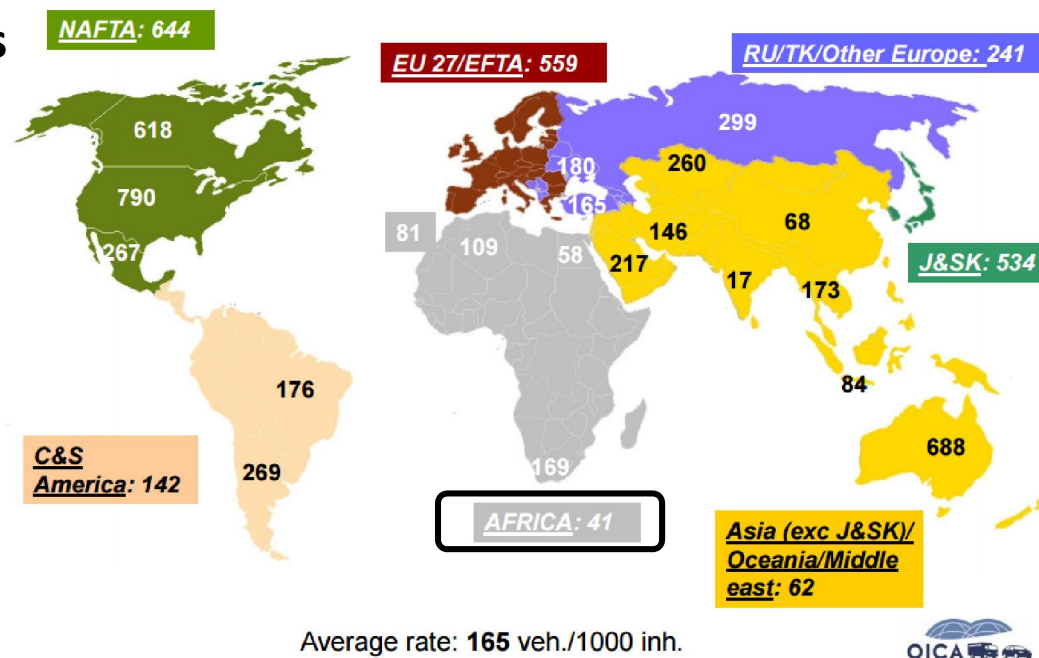 s
NAFTA: 644
EU 27/EFTA: 559
RU/TK/Other Europe: 241
618
299
790
180
260
165
267
81
109
58
146
68
217
17
173
J&SK: 534
84
176
688
269
169
C&S
America: 142
AFRICA: 41
Asia (exc J&SK)/
Oceania/Middle
east: 62
Average rate: 165 veh./1000 inh.
OICA